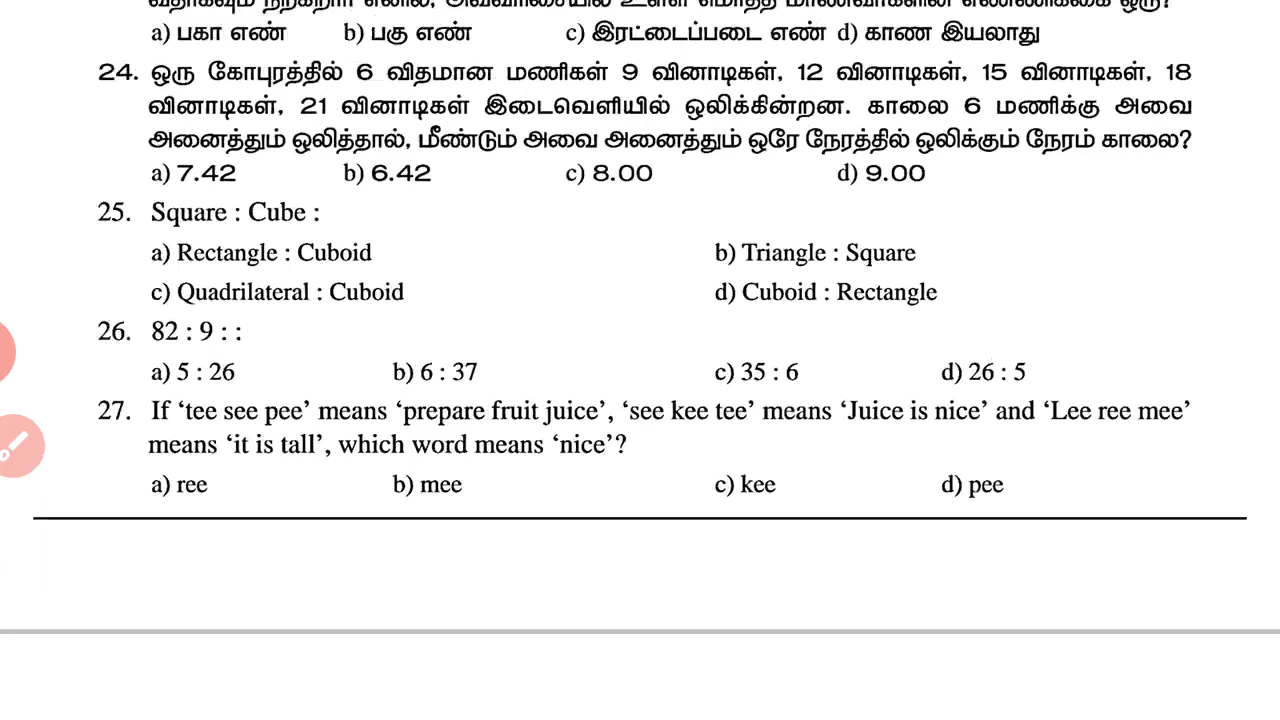 a) பகா எண் b) பகு எண் c) இரட்டைப்படை எண் d) காண இயலாது
24. ஒரு கோபுரத்தில் 6 விதமான மணிகள் 9 வினாடிகள், 12 வினாடிகள், 15 வினாடிகள், 18
வினாடிகள், 21 வினாடிகள் இடைவெளியில் ஒலிக்கின்றன. காலை 6 மணிக்கு அவை
அனைத்தும் ஒலித்தால், மீண்டும் அவை அனைத்தும் ஒரே நேரத்தில் ஒலிக்கும் நேரம் காலை?
a) 7.42 b) 6.42 c) 8.00 d) 9.00
25. Square : Cube :
a) Rectangle : Cuboid b) Triangle : Square
c) Quadrilateral : Cuboid d) Cuboid : Rectangle
26. 82 : 9 : :
a) 5 : 26 b) 6 : 37 c) 35 : 6 d) 26 : 5
27. If ‘tee see pee’ means ‘prepare fruit juice’, ‘see kee tee’ means ‘Juice is nice’ and ‘Lee ree mee’
means ‘it is tall’, which word means ‘nice’?
a) ree b) mee c) kee d) pee